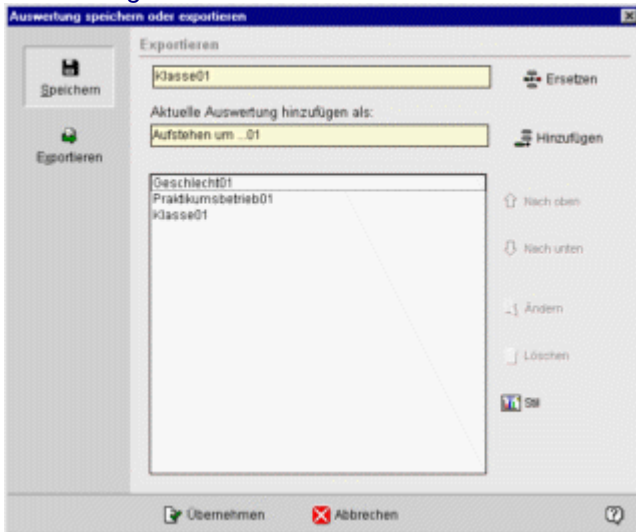 Auswertung speichern oder exportieren
Speichern
Exportieren
Exportieren
Klasse01
Ersetzen
Aktuelle Auswertung hinzufügen als:
Aufstehen um ...01
Hinzufügen
Geschlecht01
Praktikumsbetrieb01
Klasse01
Nach oben
Nach unten
Ändern
Löschen
Stil
Übernehmen
Abbrechen
?